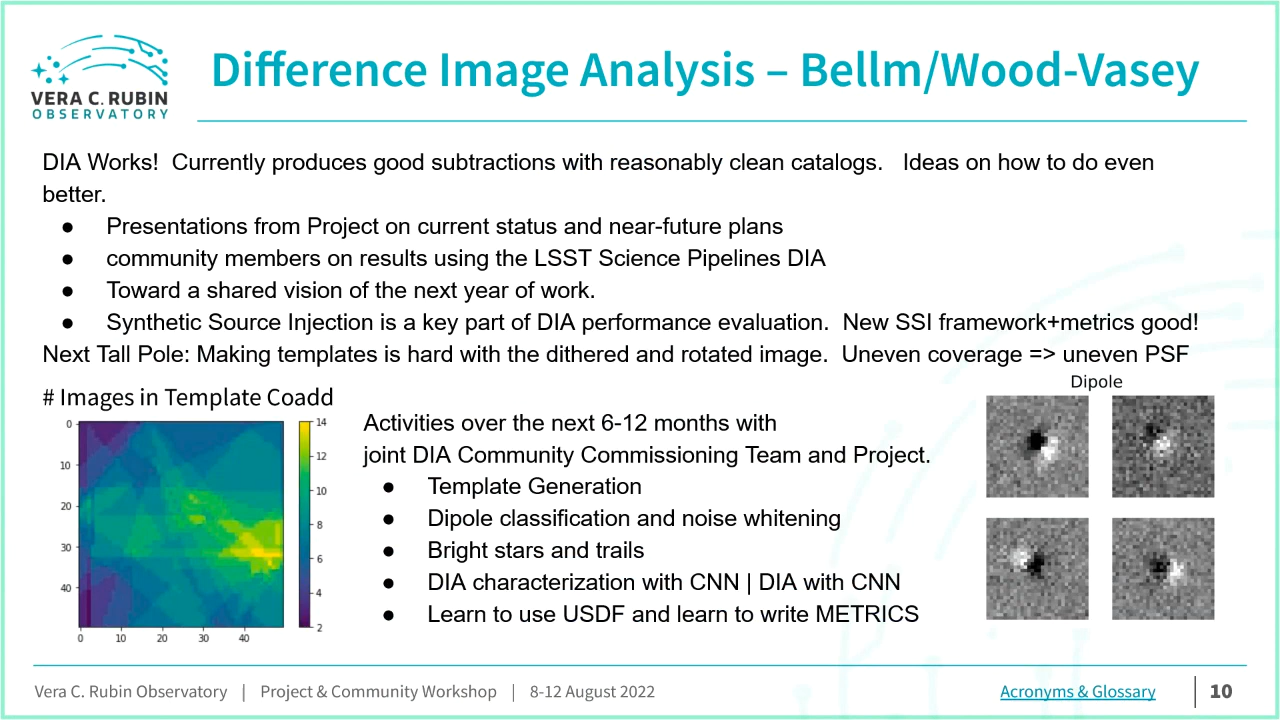 VERA C. RUBIN
OBSERVATORY
Difference Image Analysis – Bellm/Wood-Vasey
DIA Works!  Currently produces good subtractions with reasonably clean catalogs.   Ideas on how to do even
better.
● Presentations from Project on current status and near-future plans
● community members on results using the LSST Science Pipelines DIA
● Toward a shared vision of the next year of work.
● Synthetic Source Injection is a key part of DIA performance evaluation.  New SSI framework+metrics good!
Next Tall Pole: Making templates is hard with the dithered and rotated image.  Uneven coverage => uneven PSF
# Images in Template Coadd
0
10
20
30
40
0 10 20 30 40
14
12
10
8
6
4
2
Activities over the next 6-12 months with
joint DIA Community Commissioning Team and Project.
● Template Generation
● Dipole classification and noise whitening
● Bright stars and trails
● DIA characterization with CNN | DIA with CNN
● Learn to use USDF and learn to write METRICS
Dipole
Vera C. Rubin Observatory | Project & Community Workshop | 8-12 August 2022
Acronyms & Glossary | 10